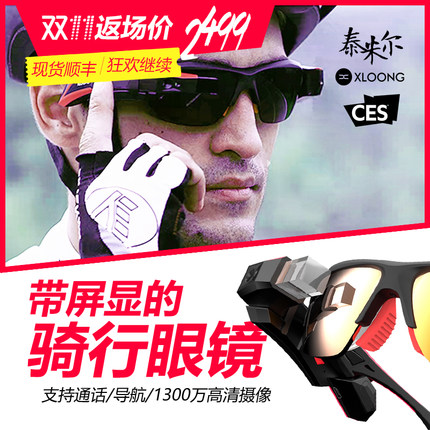 双11返场价 2499
现货顺丰 狂欢继续
泰米尔
XLOONG
CES
带屏显的
骑行眼镜
支持通话/导航/1300万高清摄像